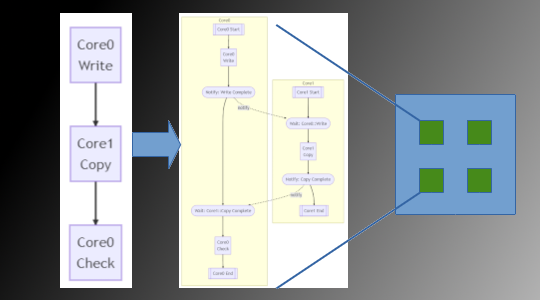 Core0
Write
Core1
Copy
Core0
Check
Core0
Core0 Start
Core0
Write
Notify: Write Complete
Notify
Core1
Core1 Start
Wait: Core0: Write
Core1
Copy
Notify: Copy Complete
Notify
Wait: Core1: Copy Complete
Core1 End
Core0
Check
Core0 End